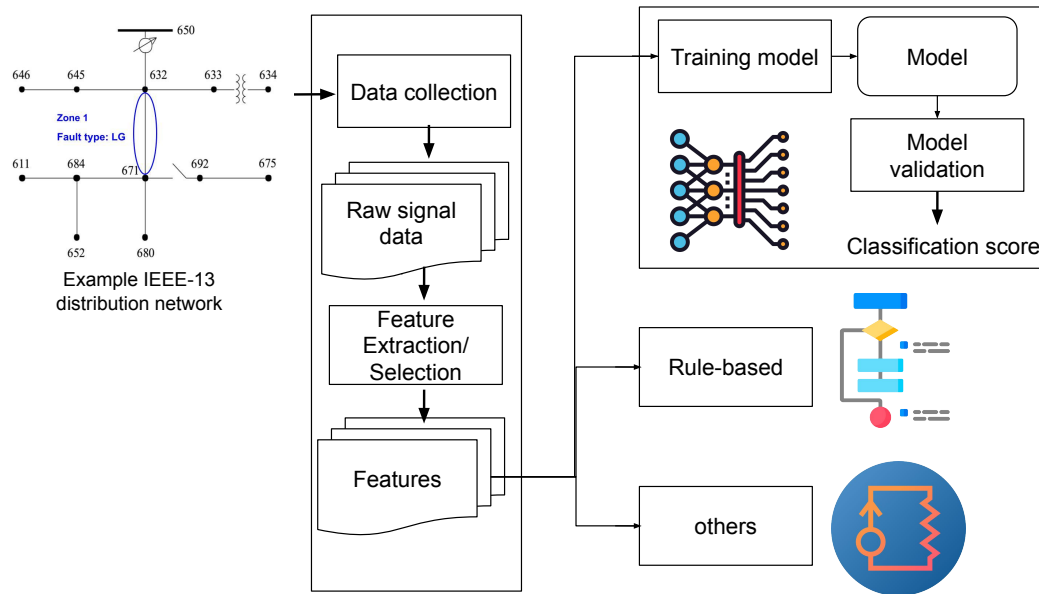 650
646
645
632
633
634
Zone 1
Fault type: LG
611
684
671
692
675
652
680
Example IEEE-13
distribution network
Data collection
Raw signal
data
Feature
Extraction/
Selection
Features
Training model
Model
Model
validation
Classification score
Rule-based
others